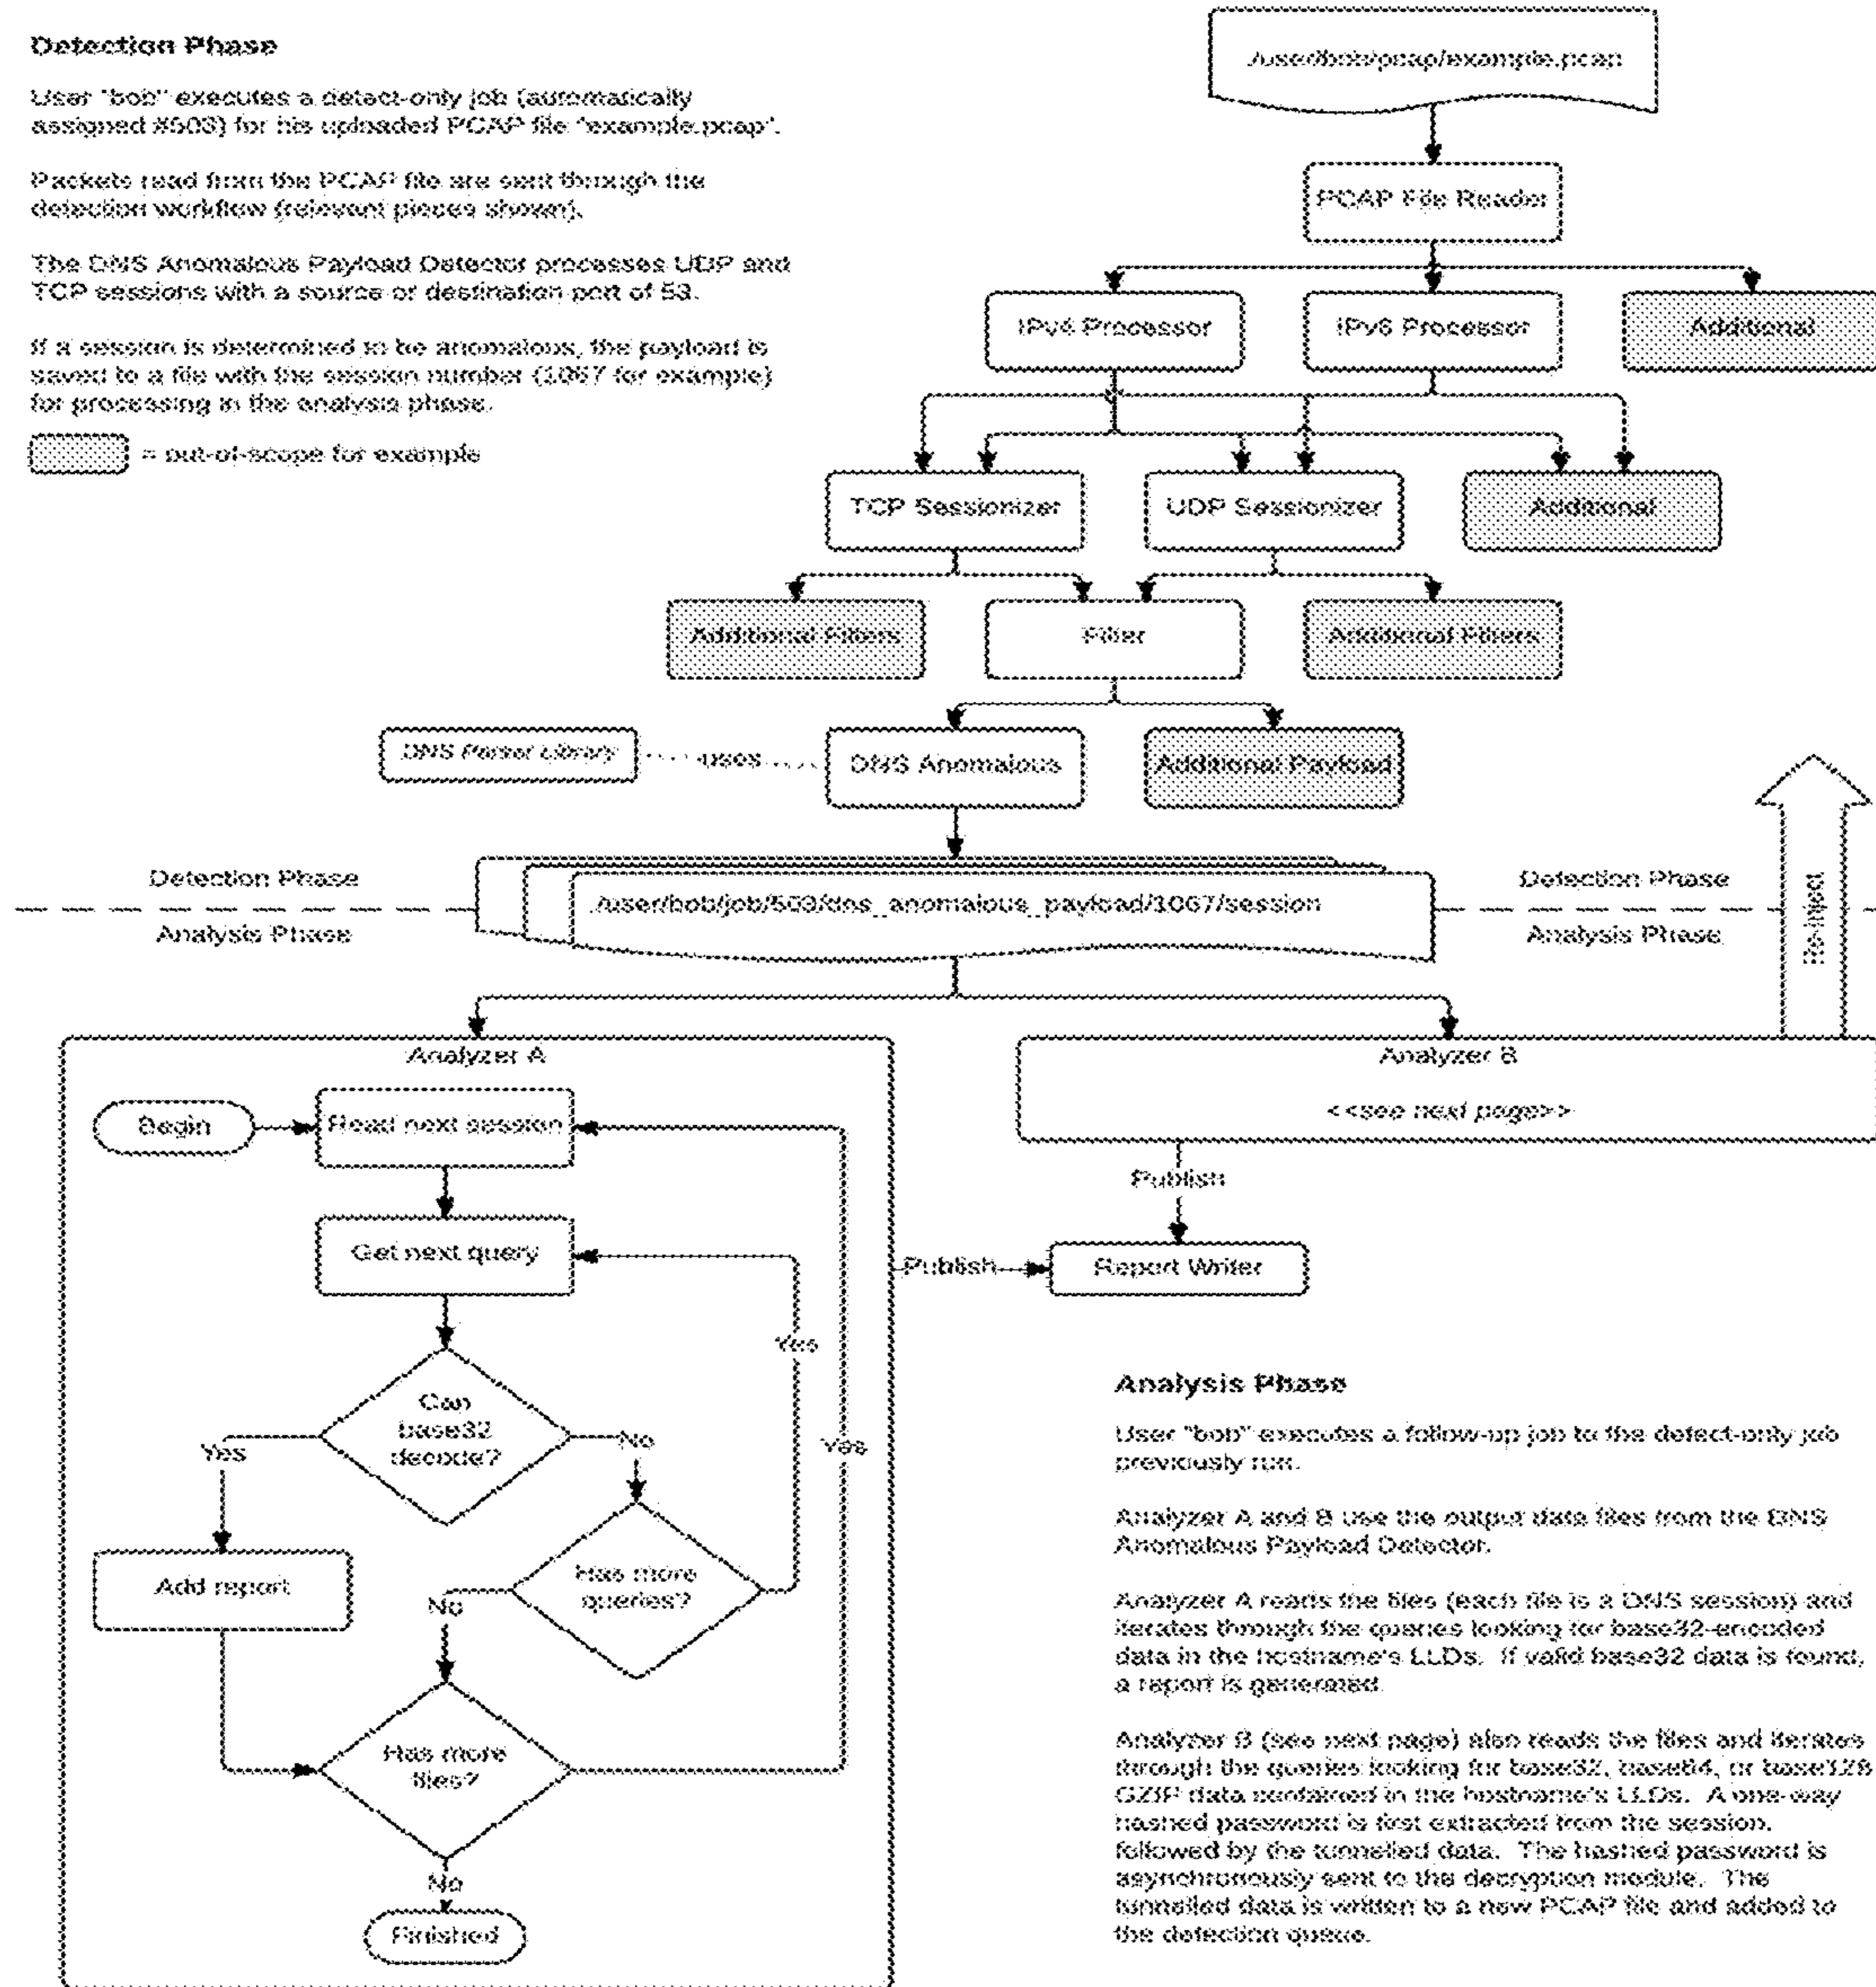 Detection Phase
User "bob" executes a detect-only job (automatically
assigned #503) for his uploaded PCAP file "example.pcap".
Packets read from the PCAP file are sent through the
detection workflow (relevant pieces shown).
The DNS Anomalous Payload Detector processes UDP and
TCP sessions with a source or destination port of 53.
If a session is determined to be anomalous, the payload is
saved to a file with the session number (1067 for example)
for processing in the analysis phase.
= out-of-scope for example
/user/bob/pcap/example.pcap
PCAP File Reader
IPv4 Processor
IPv6 Processor
Additional
TCP Sessionizer
UDP Sessionizer
Additional
Additional Filters
Filter
Additional Filters
DNS Parser Library
uses
DNS Anomalous
Additional Payload
Detection Phase
Analysis Phase
/user/bob/job/503/dns_anomalous_payload/1067/session
Detection Phase
Analysis Phase
Re-inject
Analyzer A
Begin
Read next session
Get next query
Can
base32
decode?
Yes
No
Yes
Yes
Add report
Has more
queries?
No
Has more
files?
No
Finished
Analyzer B
<<see next page>>
Publish
Publish
Report Writer
Analysis Phase
User "bob" executes a follow-up job to the detect-only job
previously run.
Analyzer A and B use the output data files from the DNS
Anomalous Payload Detector.
Analyzer A reads the files (each file is a DNS session) and
iterates through the queries looking for base32-encoded
data in the hostname's LLDs. If valid base32 data is found,
a report is generated.
Analyzer B (see next page) also reads the files and iterates
through the queries looking for base32, base64, or base128
GZIP data contained in the hostname's LLDs. A one-way
hashed password is first extracted from the session,
followed by the tunnelled data. The hashed password is
asynchronously sent to the decryption module. The
tunnelled data is written to a new PCAP file and added to
the detection queue.